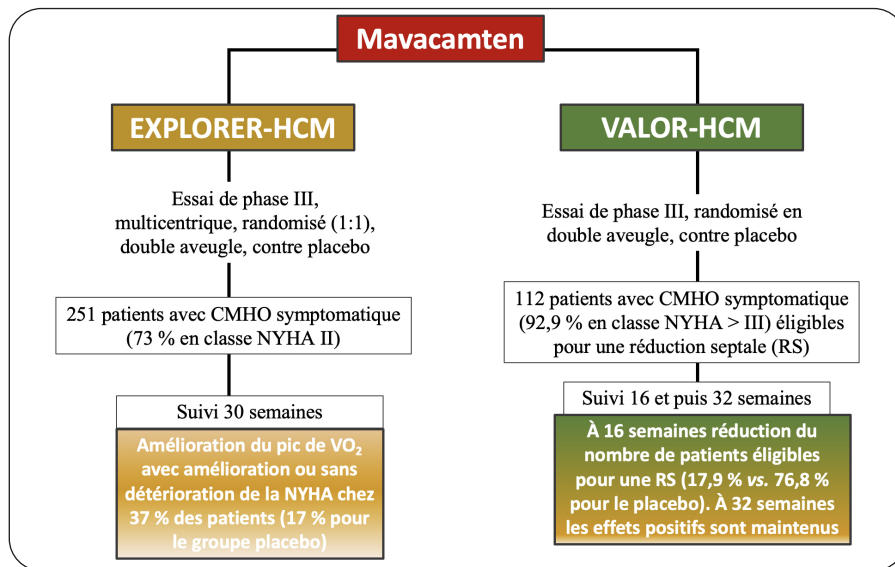 Mavacamten
EXPLORER-HCM
Essai de phase III,
multicentrique, randomisé (1:1),
double aveugle, contre placebo
251 patients avec CMHO symptomatique
(73 % en classe NYHA II)
Suivi 30 semaines
Amélioration du pic de VO₂
avec amélioration ou sans
détérioration de la NYHA chez
37 % des patients (17 % pour
le groupe placebo)
VALOR-HCM
Essai de phase III, randomisé en
double aveugle, contre placebo
112 patients avec CMHO symptomatique
(92,9 % en classe NYHA > III) éligibles
pour une réduction septale (RS)
Suivi 16 et puis 32 semaines
À 16 semaines réduction du
nombre de patients éligibles
pour une RS (17,9 % vs. 76,8 %
pour le placebo). À 32 semaines
les effets positifs sont maintenus